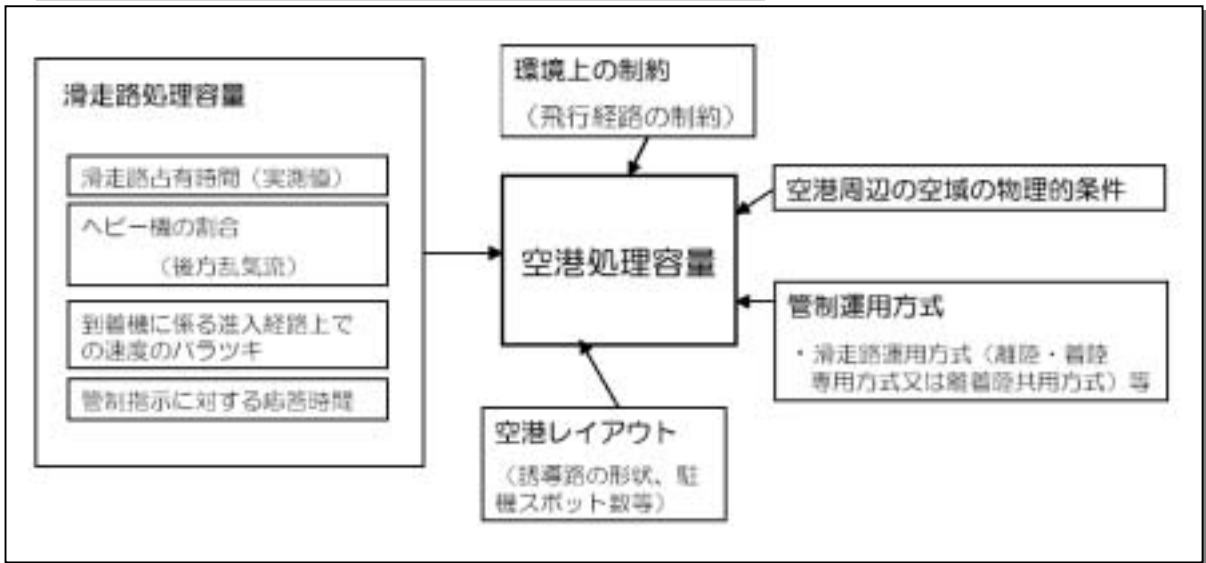 滑走路処理容量
滑走路占有時間（実測値）
ヘビー機の割合
（後方乱気流）
到着機に係る進入経路上で
の速度のバラツキ
管制指示に対する応答時間
環境上の制約
（飛行経路の制約）
空港処理容量
空港周辺の空域の物理的条件
管制運用方式
・滑走路運用方式（離陸・着陸
専用方式又は離着陸共用方式）等
空港レイアウト
（誘導路の形状、駐
機スポット数等）